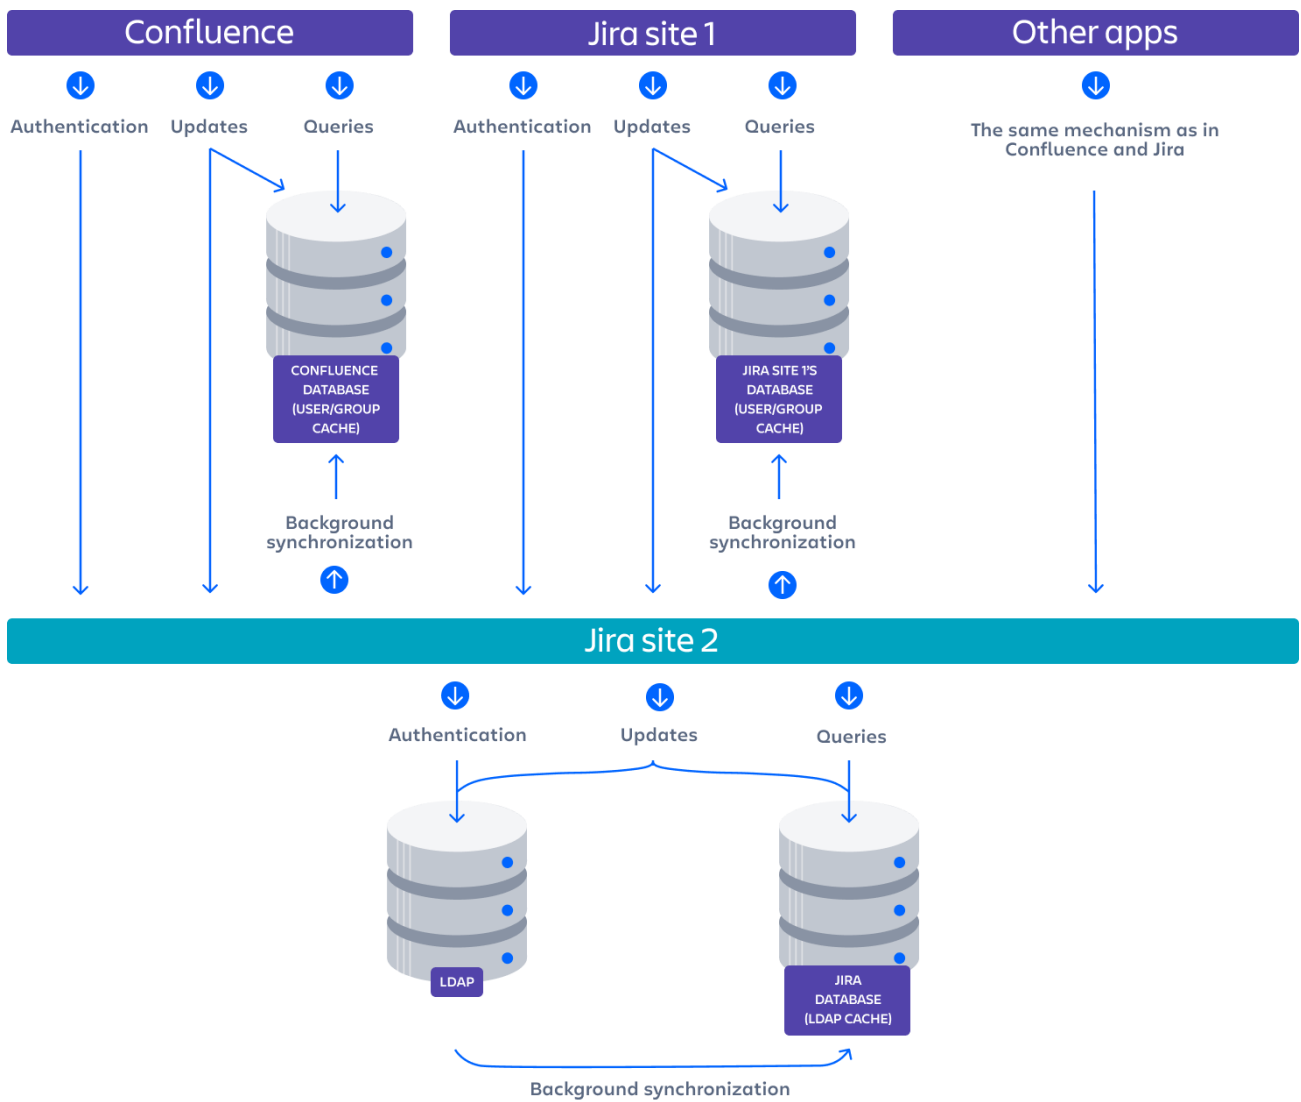 Confluence
Jira site 1
Other apps
Authentication
Updates
Queries
Authentication
Updates
Queries
The same mechanism as in
Confluence and Jira
CONFLUENCE
DATABASE
(USER/GROUP
CACHE)
JIRA SITE 1'S
DATABASE
(USER/GROUP
CACHE)
Background
synchronization
Background
synchronization
Jira site 2
Authentication
Updates
Queries
LDAP
JIRA
DATABASE
(LDAP CACHE)
Background synchronization